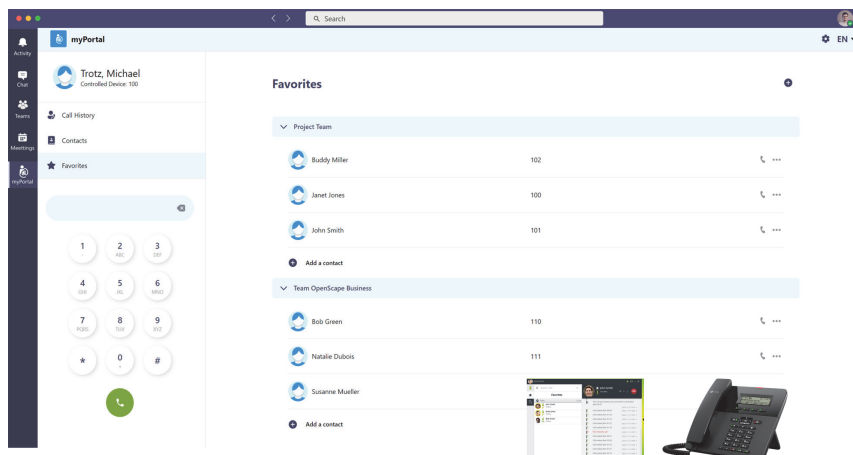 Search
Activity
Chat
Teams
Meetings
myPortal
myPortal
EN
Trotz, Michael
Controlled Device: 100
Call History
Contacts
Favorites
1
2 ABC
3 DEF
4 GHI
5 JKL
6 MNO
7 PQRS
8 TUV
9 XYZ
*
0 +
#
Favorites
Project Team
Buddy Miller 102
Janet Jones 100
John Smith 101
Add a contact
Team OpenScape Business
Bob Green 110
Natalie Dubois 111
Susanne Mueller
Add a contact
Favorites